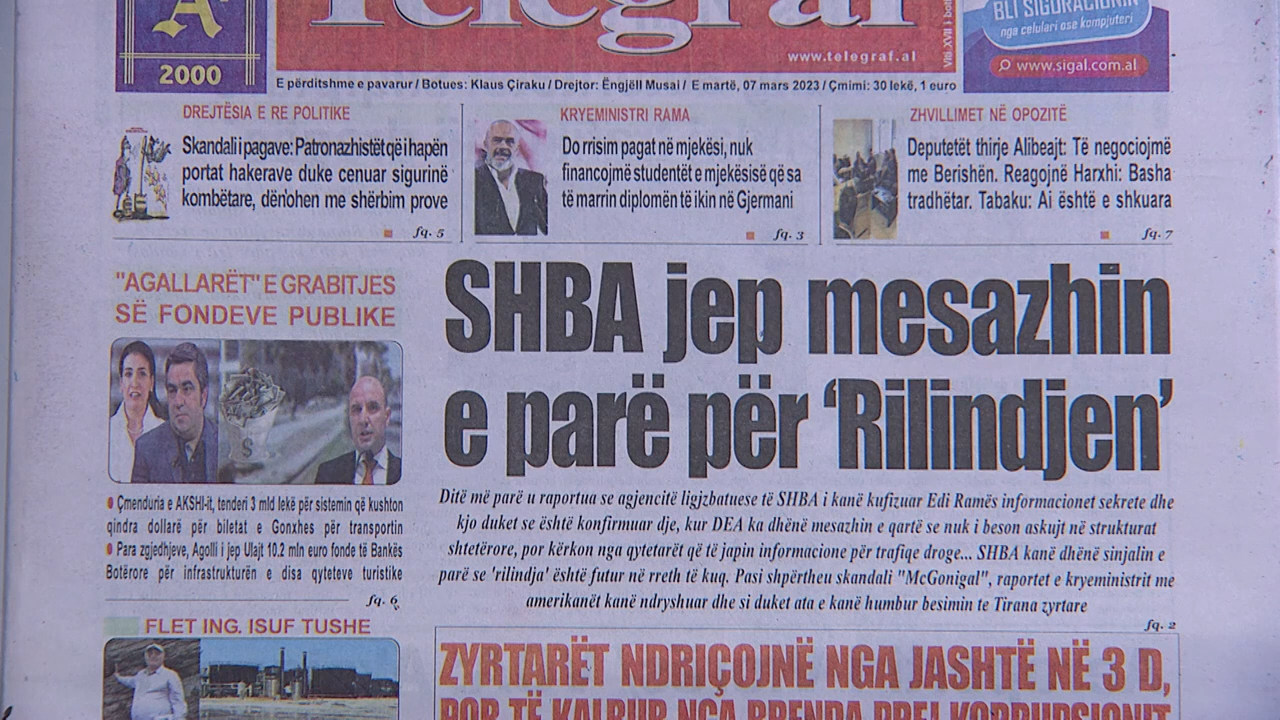 A
2000
Telegraf
www.telegraf.al
BLI SIGURACIONIN
nga celulari ose kompjuteri
www.sigal.com.al
E përditshme e pavarur / Botues: Klaus Çiraku / Drejtor: Ëngjëll Musai / E martë, 07 mars 2023 / Çmimi: 30 lekë, 1 euro
DREJTËSIA E RE POLITIKE
Skandali i pagave: Patronazhistët që i hapën
portat hakerave duke cenuar sigurinë
kombëtare, dënohen me shërbim prove
fq. 5
KRYEMINISTRI RAMA
Do rrisim pagat në mjekësi, nuk
financojmë studentët e mjekësisë që sa
të marrin diplomën të ikin në Gjermani
fq. 3
ZHVILLIMET NË OPOZITË
Deputetët thirje Alibeajt: Të negociojmë
me Berishën. Reagojnë Harxhi: Basha
tradhëtar. Tabaku: Ai është e shkuara
fq. 7
"AGALLARËT" E GRABITJES
SË FONDEVE PUBLIKE
Çmenduria e AKSHI-it, tenderi 3 mld lekë për sistemin që kushton
qindra dollarë për biletat e Gonxhes për transportin
Para zgjedhjeve, Agolli i jep Ulajt 10.2 mln euro fonde të Bankës
Botërore për infrastrukturën e disa qyteteve turistike
fq. 6
FLET ING. ISUF TUSHE
SHBA jep mesazhin
e parë për 'Rilindjen'
Ditë më parë u raportua se agjencitë ligjzbatuese të SHBA i kanë kufizuar Edi Ramës informacionet sekrete dhe
kjo duket se është konfirmuar dje, kur DEA ka dhënë mesazhin e qartë se nuk i beson askujt në strukturat
shtetërore, por kërkon nga qytetarët që të japin informacione për trafiqe droge... SHBA kanë dhënë sinjalin e
parë se 'rilindja' është futur në rreth të kuq. Pasi shpërtheu skandali "McGonigal", raportet e kryeministrit me
amerikanët kanë ndryshuar dhe si duket ata e kanë humbur besimin te Tirana zyrtare
fq. 2
ZYRTARËT NDRIÇOJNË NGA JASHTË NË 3 D,
POR TË KALBUR NGA BRENDA PREJ KORRUPSIONIT